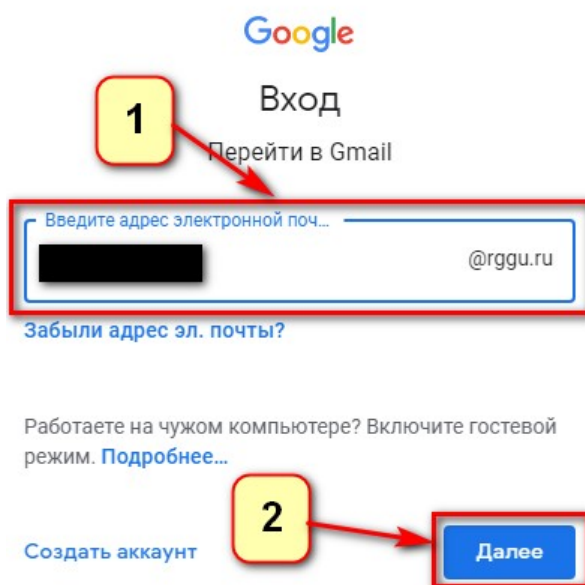 Google
Вход
1
Перейти в Gmail
Введите адрес электронной поч...
@rggu.ru
Забыли адрес эл. почты?
Работаете на чужом компьютере? Включите гостевой
режим. Подробнее...
2
Создать аккаунт
Далее